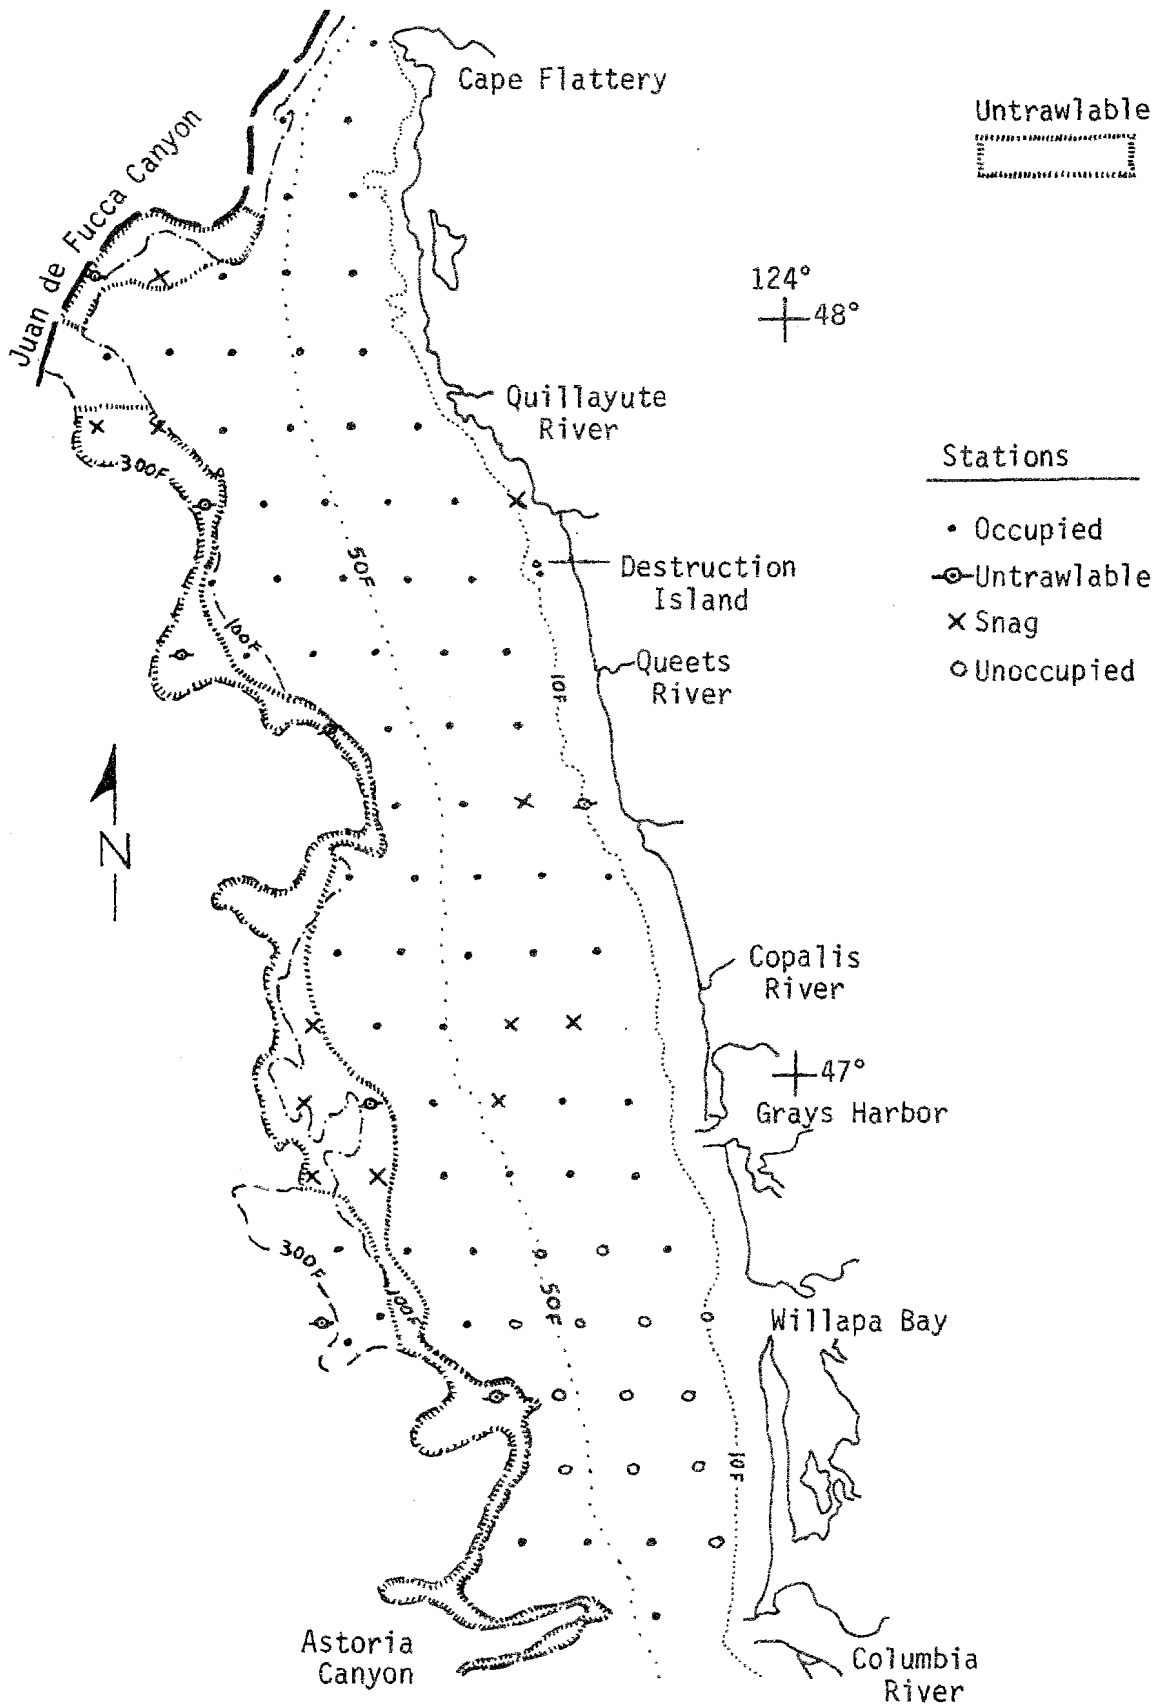 Cape Flattery
Untrawlable
Juan de Fucca Canyon
124°
48°
Quillayute
River
300F
Stations
Occupied
Untrawlable
Snag
Unoccupied
50F
Destruction
Island
100F
Queets
River
10F
N
Copalis
River
47°
Grays Harbor
300F
100F
50F
Willapa Bay
10F
Astoria
Canyon
Columbia
River